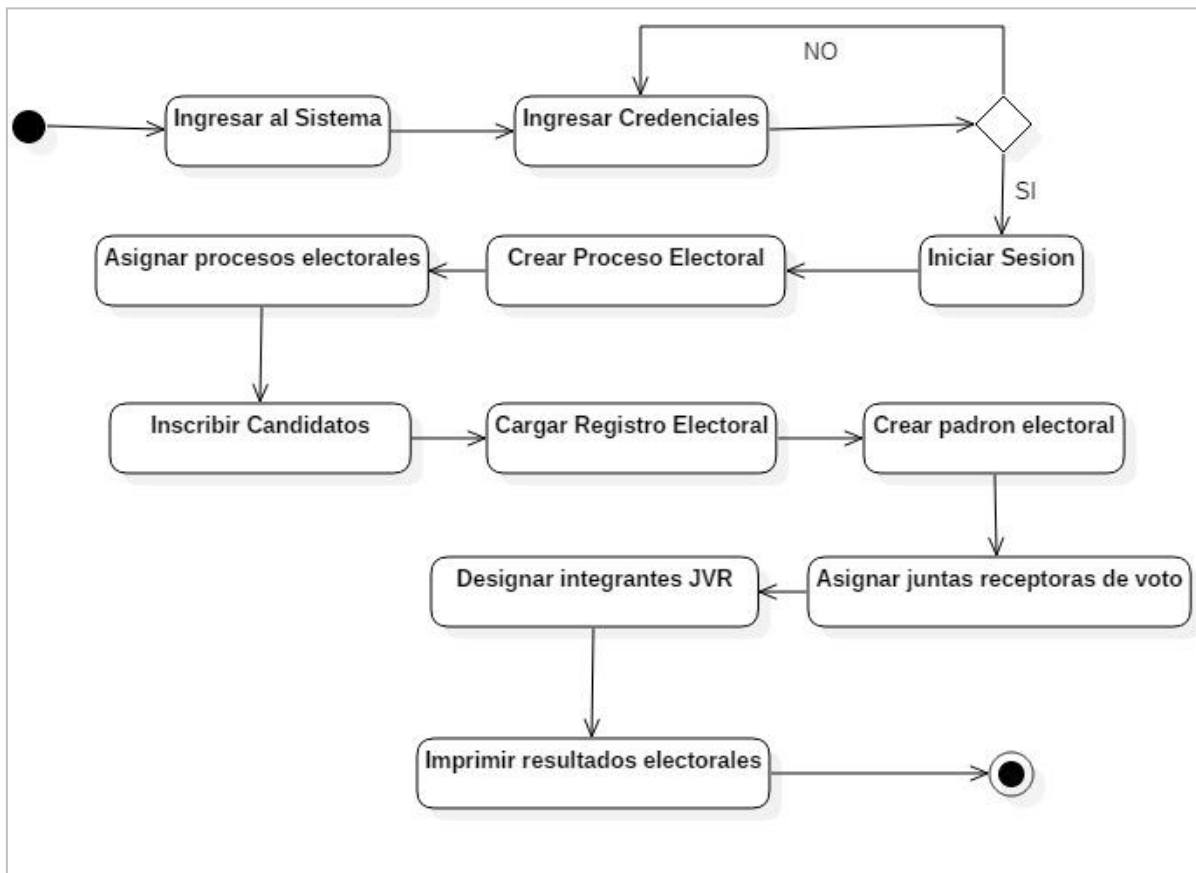 NO
Ingresar al Sistema
Ingresar Credenciales
SI
Iniciar Sesion
Crear Proceso Electoral
Asignar procesos electorales
Inscribir Candidatos
Cargar Registro Electoral
Crear padron electoral
Asignar juntas receptoras de voto
Designar integrantes JVR
Imprimir resultados electorales